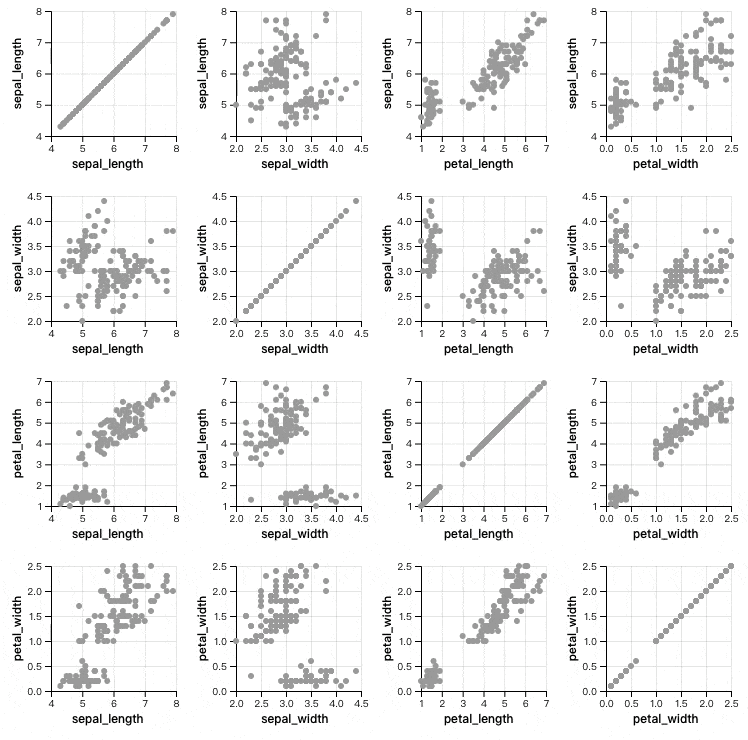 8 8 8 8
7 7 7 7
sepal_length sepal_length sepal_length sepal_length
6 6 6 6
5 5 5 5
4 4 4 4
4 5 6 7 8 2.0 2.5 3.0 3.5 4.0 4.5 1 2 3 4 5 6 7 0.0 0.5 1.0 1.5 2.0 2.5
sepal_length sepal_width petal_length petal_width
4.5 4.5 4.5 4.5
4.0 4.0 4.0 4.0
sepal_width sepal_width sepal_width sepal_width
3.5 3.5 3.5 3.5
3.0 3.0 3.0 3.0
2.5 2.5 2.5 2.5
2.0 2.0 2.0 2.0
4 5 6 7 8 2.0 2.5 3.0 3.5 4.0 4.5 1 2 3 4 5 6 7 0.0 0.5 1.0 1.5 2.0 2.5
sepal_length sepal_width petal_length petal_width
7 7 7 7
6 6 6 6
5 5 5 5
petal_length petal_length petal_length petal_length
4 4 4 4
3 3 3 3
2 2 2 2
1 1 1 1
4 5 6 7 8 2.0 2.5 3.0 3.5 4.0 4.5 1 2 3 4 5 6 7 0.0 0.5 1.0 1.5 2.0 2.5
sepal_length sepal_width petal_length petal_width
2.5 2.5 2.5 2.5
2.0 2.0 2.0 2.0
petal_width petal_width petal_width petal_width
1.5 1.5 1.5 1.5
1.0 1.0 1.0 1.0
0.5 0.5 0.5 0.5
0.0 0.0 0.0 0.0
4 5 6 7 8 2.0 2.5 3.0 3.5 4.0 4.5 1 2 3 4 5 6 7 0.0 0.5 1.0 1.5 2.0 2.5
sepal_length sepal_width petal_length petal_width